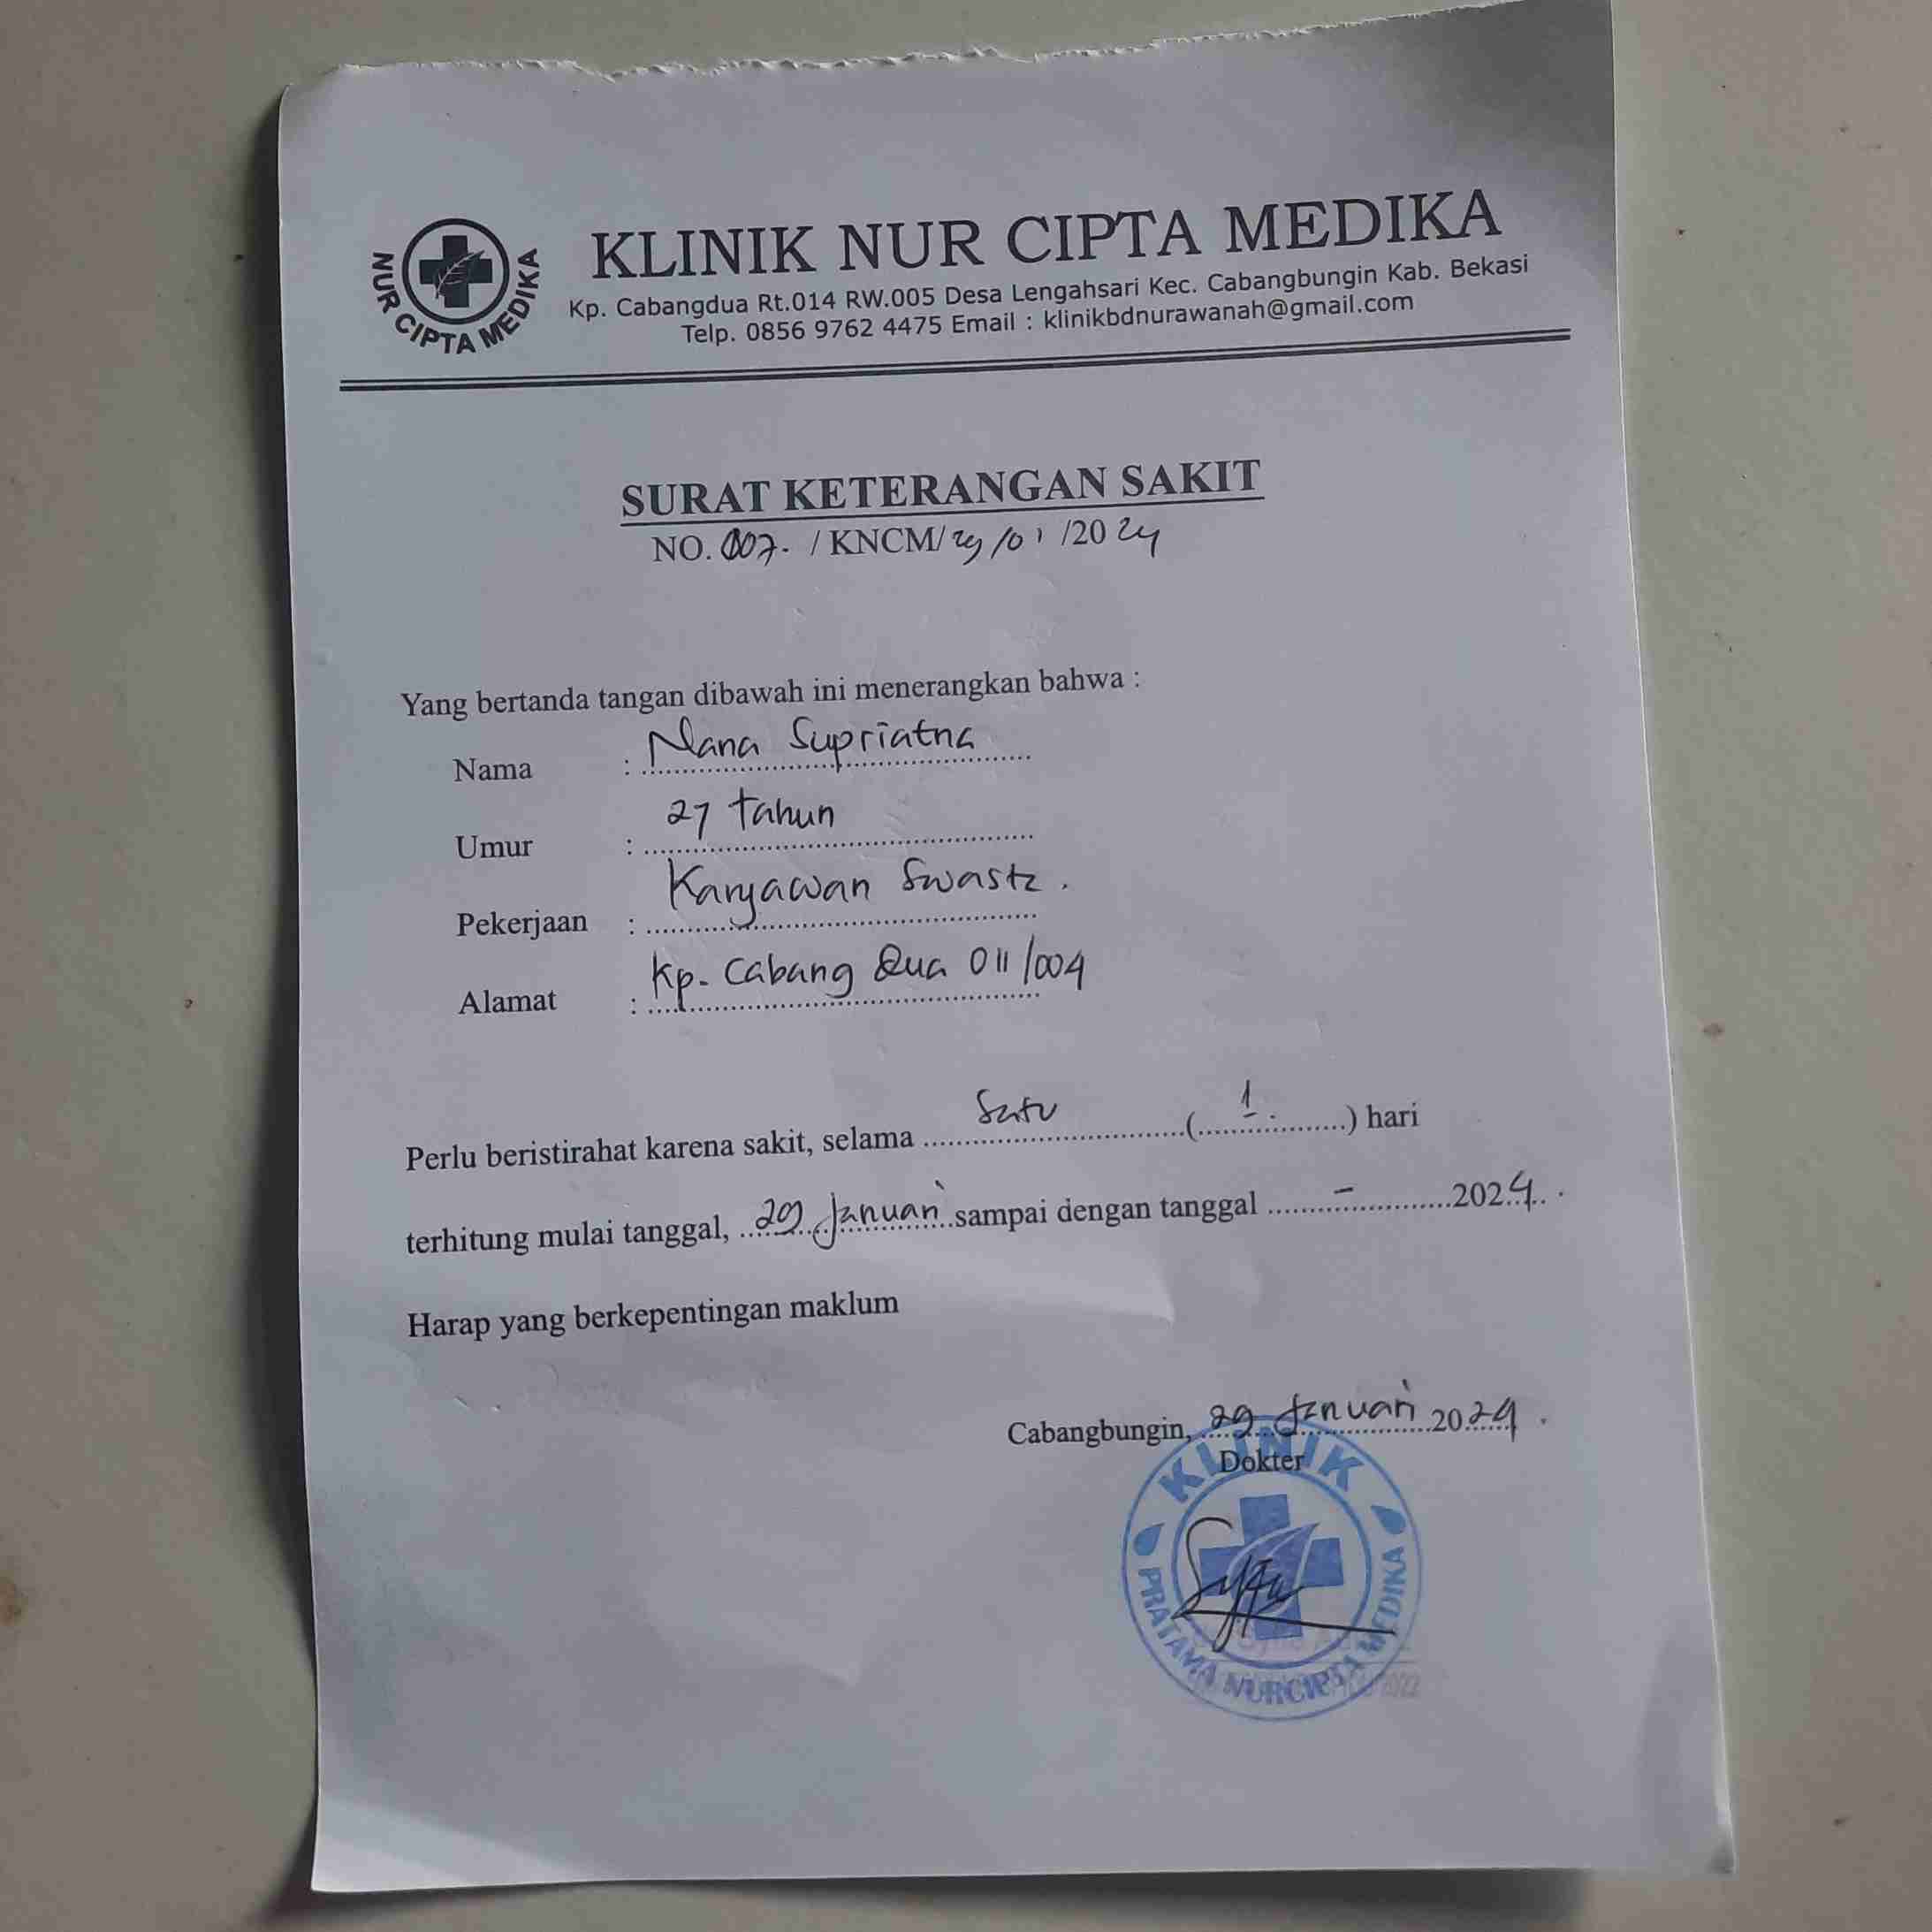 NUR CIPTA MEDIKA
KLINIK NUR CIPTA MEDIKA
Kp. Cabangdua Rt.014 RW.005 Desa Lengahsari Kec. Cabangbungin Kab. Bekasi
Telp. 0856 9762 4475 Email : klinikbdnurawanah@gmail.com
SURAT KETERANGAN SAKIT
NO. 007. / KNCM/ 29 / 01 /2024
Yang bertanda tangan dibawah ini menerangkan bahwa :
Nama : Nana Supriatna
Umur : 27 tahun
Pekerjaan : Karyawan Swasta.
Alamat : Kp. Cabang Dua 011/004
Perlu beristirahat karena sakit, selama Satu ( 1. ) hari
terhitung mulai tanggal, 29 Januari sampai dengan tanggal - 2024.
Harap yang berkepentingan maklum
Cabangbungin, 29 Januari 2024.
Dokter
KLINIK
PRATAMA NURCIPTA MEDIKA